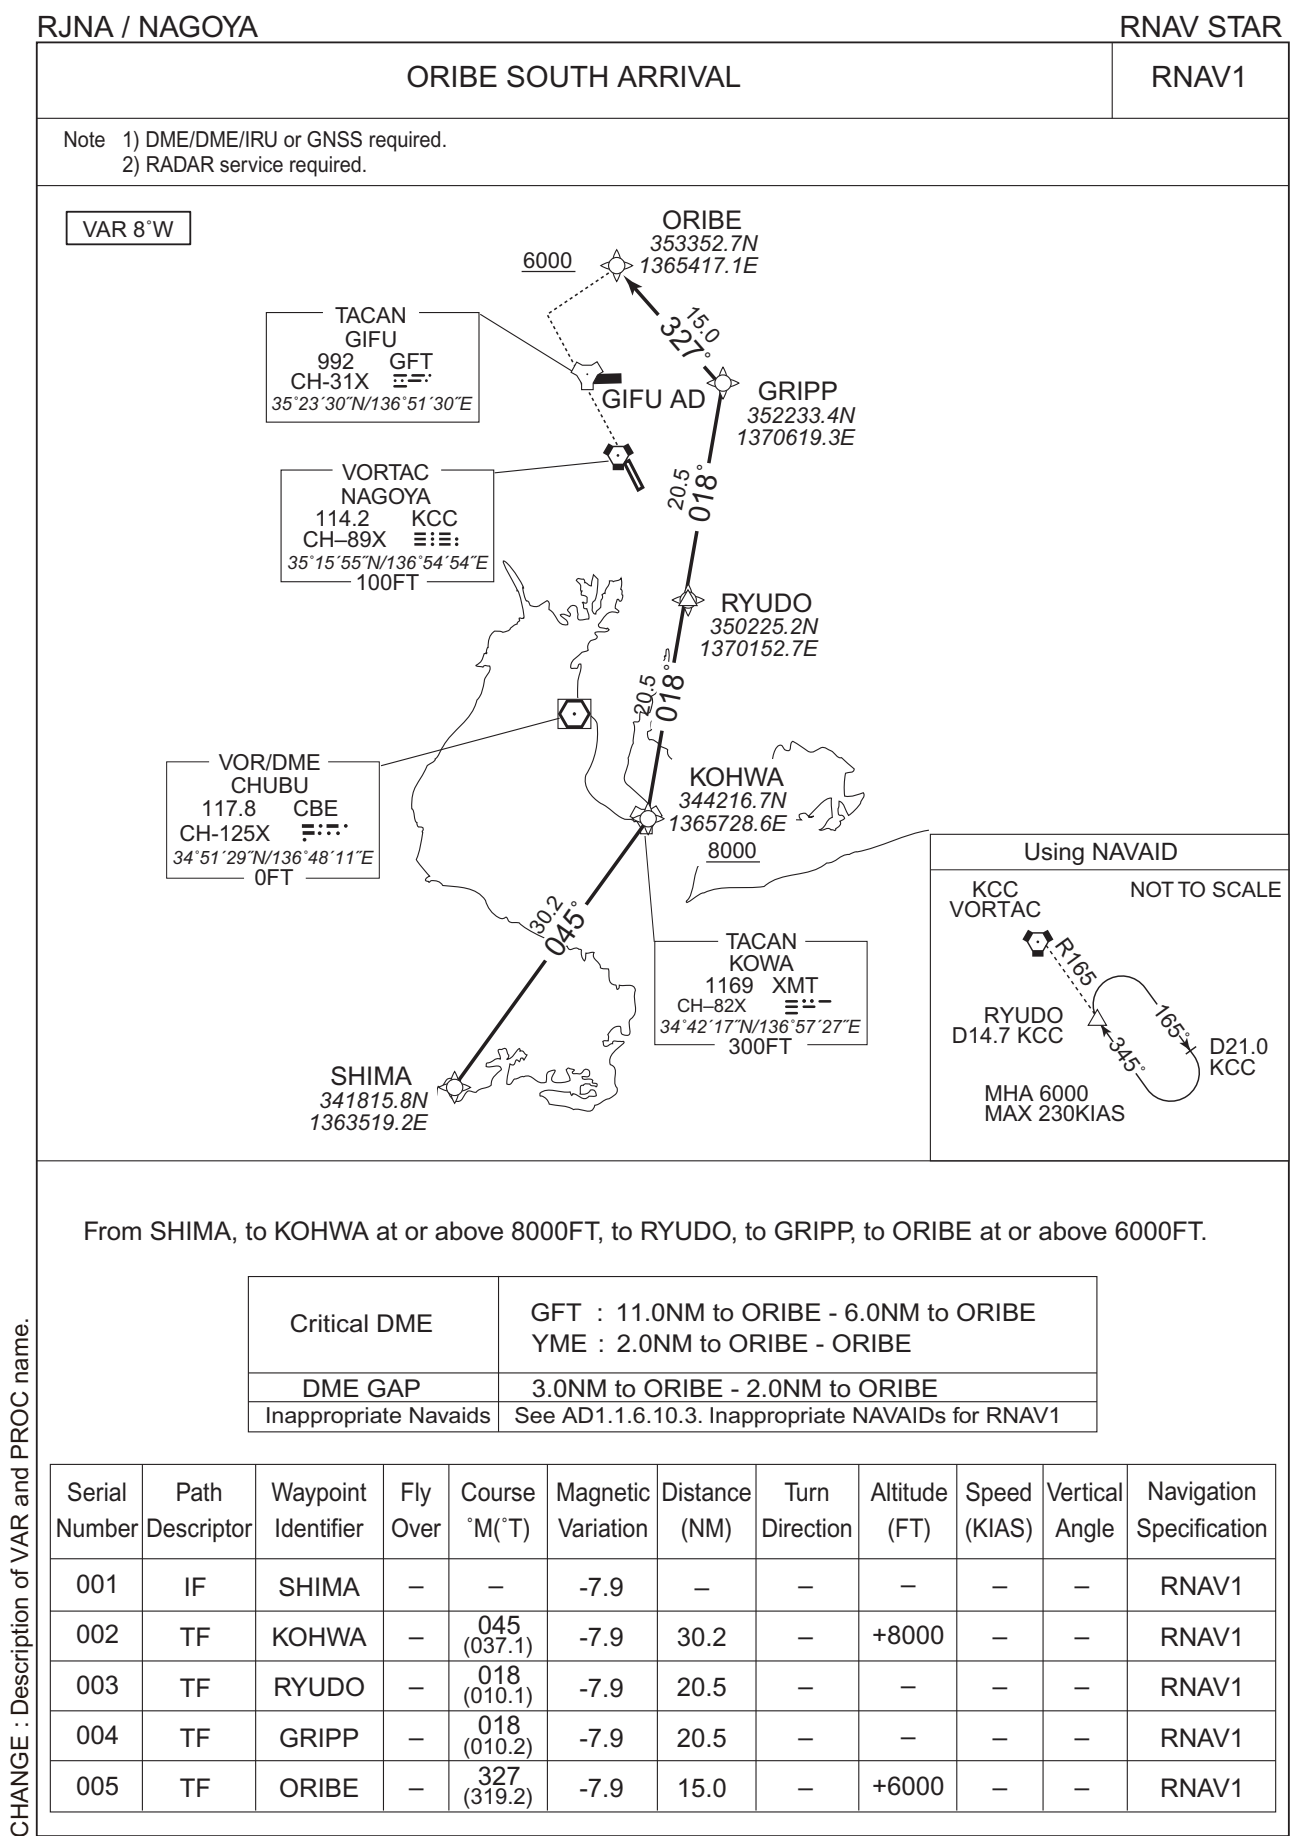 RJNA / NAGOYA
RNAV STAR
ORIBE SOUTH ARRIVAL
RNAV1
Note 1) DME/DME/IRU or GNSS required.
2) RADAR service required.
VAR 8˚W
ORIBE
353352.7N
1365417.1E
6000
15.0
327˚
TACAN
GIFU
992 GFT
CH-31X
35˚23´30˝N/136˚51´30˝E
GIFU AD
GRIPP
352233.4N
1370619.3E
VORTAC
NAGOYA
114.2 KCC
CH–89X
35˚15´55˝N/136˚54´54˝E
100FT
20.5
018˚
RYUDO
350225.2N
1370152.7E
20.5
018˚
VOR/DME
CHUBU
117.8 CBE
CH-125X
34˚51´29˝N/136˚48´11˝E
0FT
KOHWA
344216.7N
1365728.6E
8000
30.2
045˚
TACAN
KOWA
1169 XMT
CH–82X
34˚42´17˝N/136˚57´27˝E
300FT
SHIMA
341815.8N
1363519.2E
Using NAVAID
NOT TO SCALE
KCC
VORTAC
R165
RYUDO
D14.7 KCC
165˚
345˚
D21.0
KCC
MHA 6000
MAX 230KIAS
From SHIMA, to KOHWA at or above 8000FT, to RYUDO, to GRIPP, to ORIBE at or above 6000FT.
Critical DME
GFT : 11.0NM to ORIBE - 6.0NM to ORIBE
YME : 2.0NM to ORIBE - ORIBE
DME GAP 3.0NM to ORIBE - 2.0NM to ORIBE
Inappropriate Navaids See AD1.1.6.10.3. Inappropriate NAVAIDs for RNAV1
Serial Path Waypoint Fly Course Magnetic Distance Turn Altitude Speed Vertical Navigation
Number Descriptor Identifier Over ˚M(˚T) Variation (NM) Direction (FT) (KIAS) Angle Specification
001 IF SHIMA – – -7.9 – – – – – RNAV1
002 TF KOHWA – 045 (037.1) -7.9 30.2 – +8000 – – RNAV1
003 TF RYUDO – 018 (010.1) -7.9 20.5 – – – – RNAV1
004 TF GRIPP – 018 (010.2) -7.9 20.5 – – – – RNAV1
005 TF ORIBE – 327 (319.2) -7.9 15.0 – +6000 – – RNAV1
CHANGE : Description of VAR and PROC name.